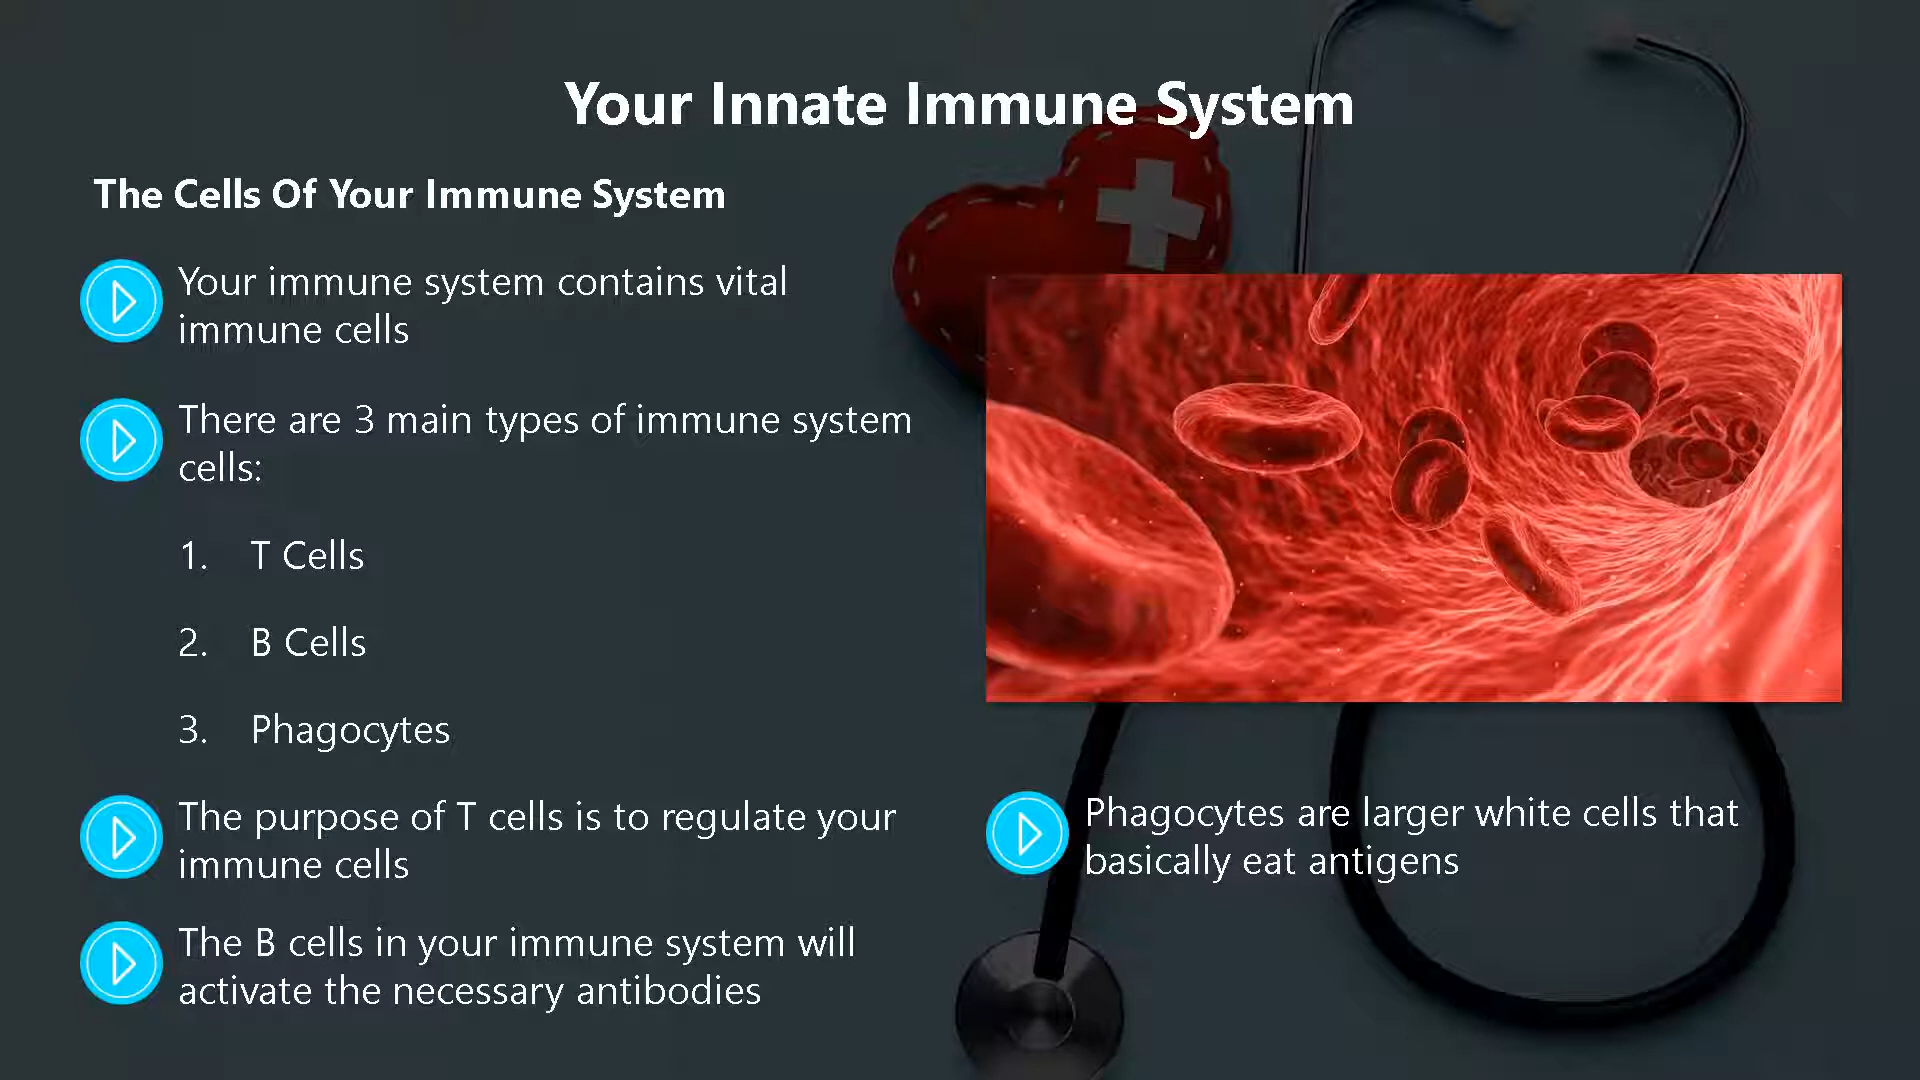 Your Innate Immune System
The Cells Of Your Immune System
Your immune system contains vital
immune cells
There are 3 main types of immune system
cells:
1. T Cells
2. B Cells
3. Phagocytes
The purpose of T cells is to regulate your
immune cells
The B cells in your immune system will
activate the necessary antibodies
Phagocytes are larger white cells that
basically eat antigens